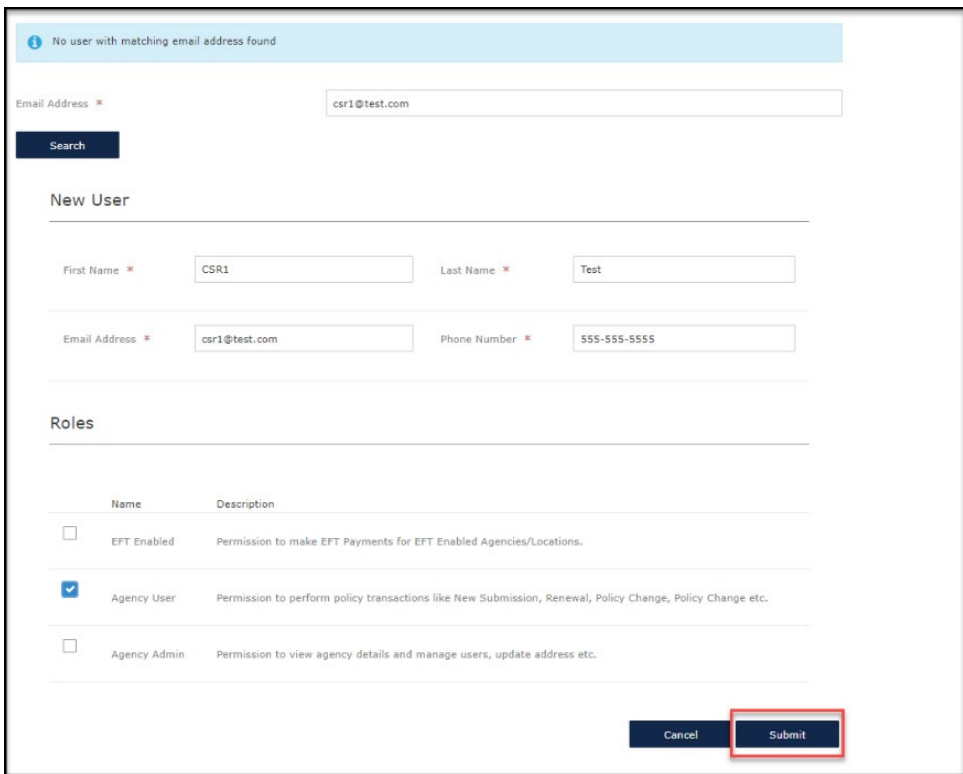 No user with matching email address found
Email Address *
csr1@test.com
Search
New User
First Name *
CSR1
Last Name *
Test
Email Address *
csr1@test.com
Phone Number *
555-555-5555
Roles
Name Description
EFT Enabled Permission to make EFT Payments for EFT Enabled Agencies/Locations.
Agency User Permission to perform policy transactions like New Submission, Renewal, Policy Change, Policy Change etc.
Agency Admin Permission to view agency details and manage users, update address etc.
Cancel Submit